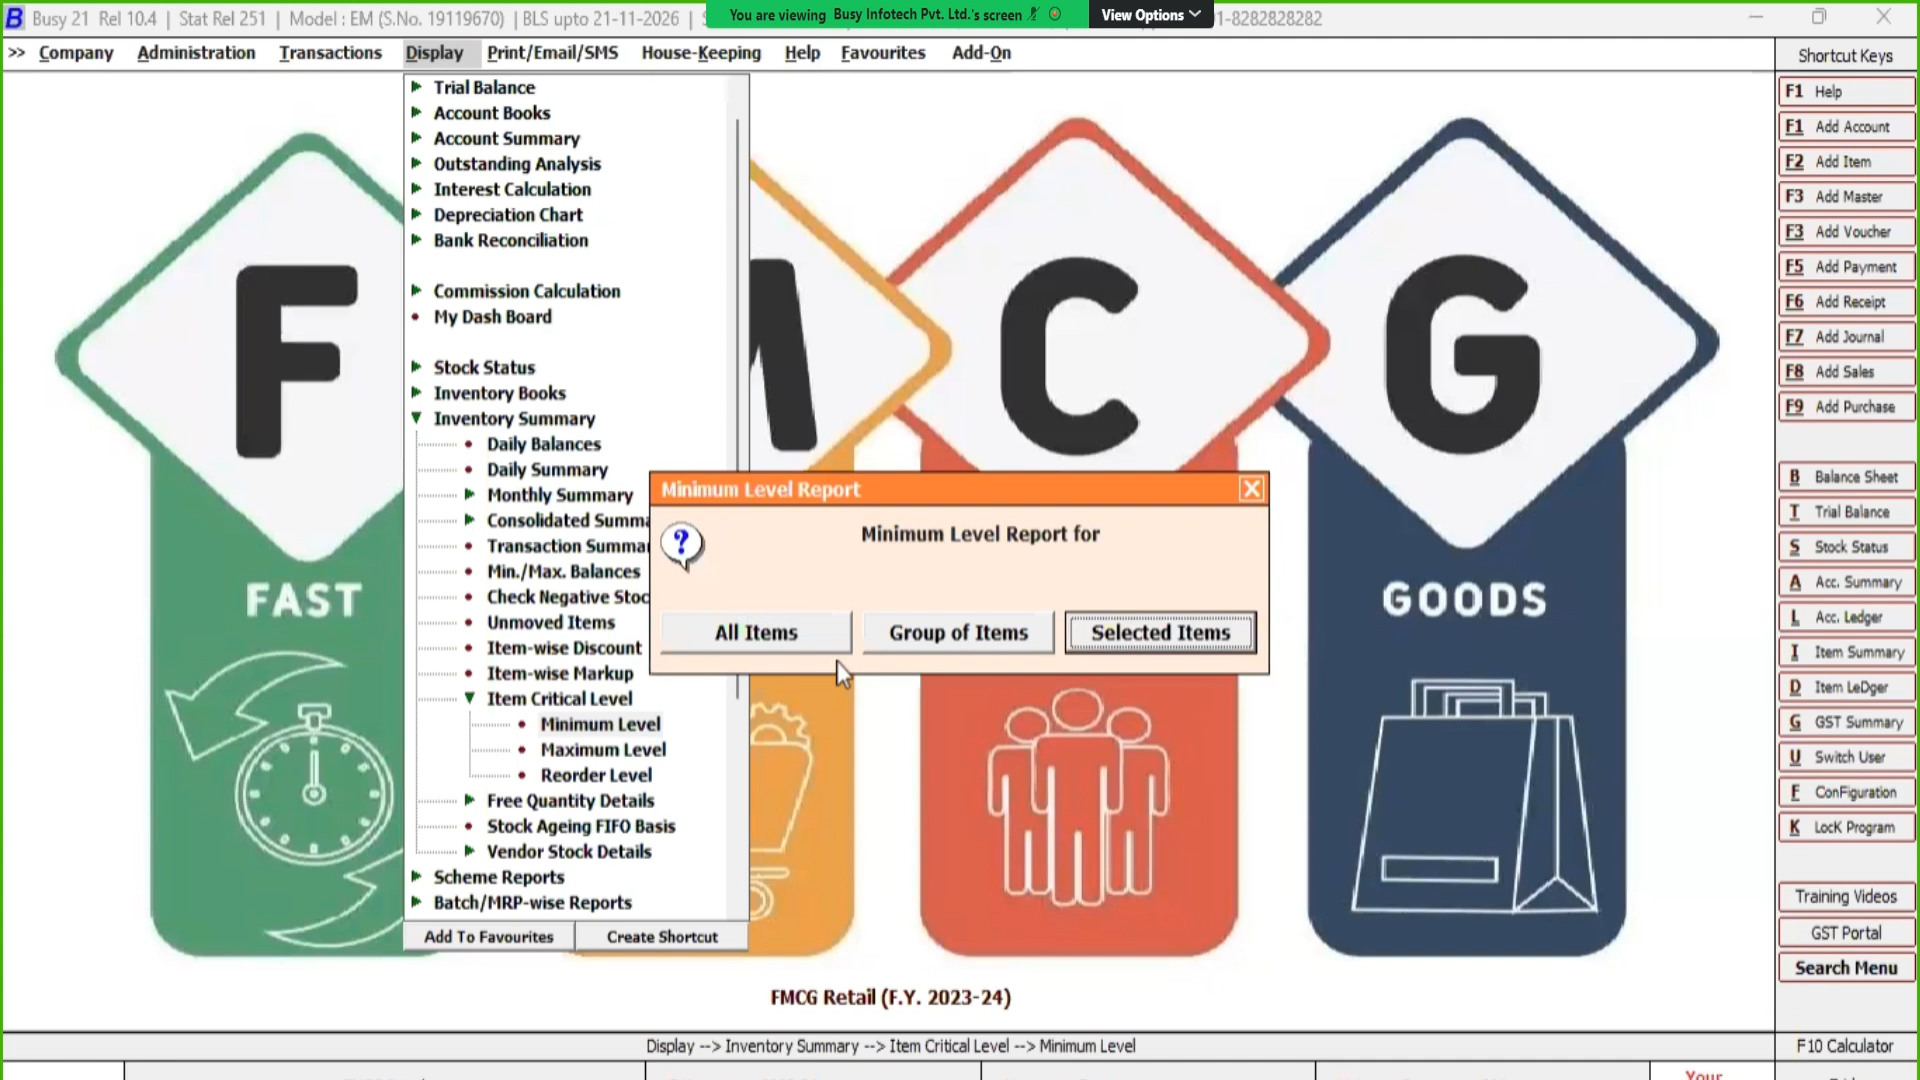 Busy 21 Rel 10.4 | Stat Rel 251 | Model : EM (S.No. 19119670) | BLS upto 21-11-2026 |
You are viewing Busy Infotech Pvt. Ltd.'s screen
View Options
1-8282828282
>> Company Administration Transactions Display Print/Email/SMS House-Keeping Help Favourites Add-On
Trial Balance
Account Books
Account Summary
Outstanding Analysis
Interest Calculation
Depreciation Chart
Bank Reconciliation
Commission Calculation
My Dash Board
Stock Status
Inventory Books
Inventory Summary
Daily Balances
Daily Summary
Monthly Summary
Consolidated Summa
Transaction Summa
Min./Max. Balances
Check Negative Stoc
Unmoved Items
Item-wise Discount
Item-wise Markup
Item Critical Level
Minimum Level
Maximum Level
Reorder Level
Free Quantity Details
Stock Ageing FIFO Basis
Vendor Stock Details
Scheme Reports
Batch/MRP-wise Reports
Add To Favourites Create Shortcut
F
M
C
G
FAST
GOODS
Minimum Level Report
?
Minimum Level Report for
All Items Group of Items Selected Items
FMCG Retail (F.Y. 2023-24)
Display --> Inventory Summary --> Item Critical Level --> Minimum Level
Shortcut Keys
F1 Help
F1 Add Account
F2 Add Item
F3 Add Master
F3 Add Voucher
F5 Add Payment
F6 Add Receipt
F7 Add Journal
F8 Add Sales
F9 Add Purchase
B Balance Sheet
T Trial Balance
S Stock Status
A Acc. Summary
L Acc. Ledger
I Item Summary
D Item LeDger
G GST Summary
U Switch User
F ConFiguration
K LocK Program
Training Videos
GST Portal
Search Menu
F10 Calculator
Your